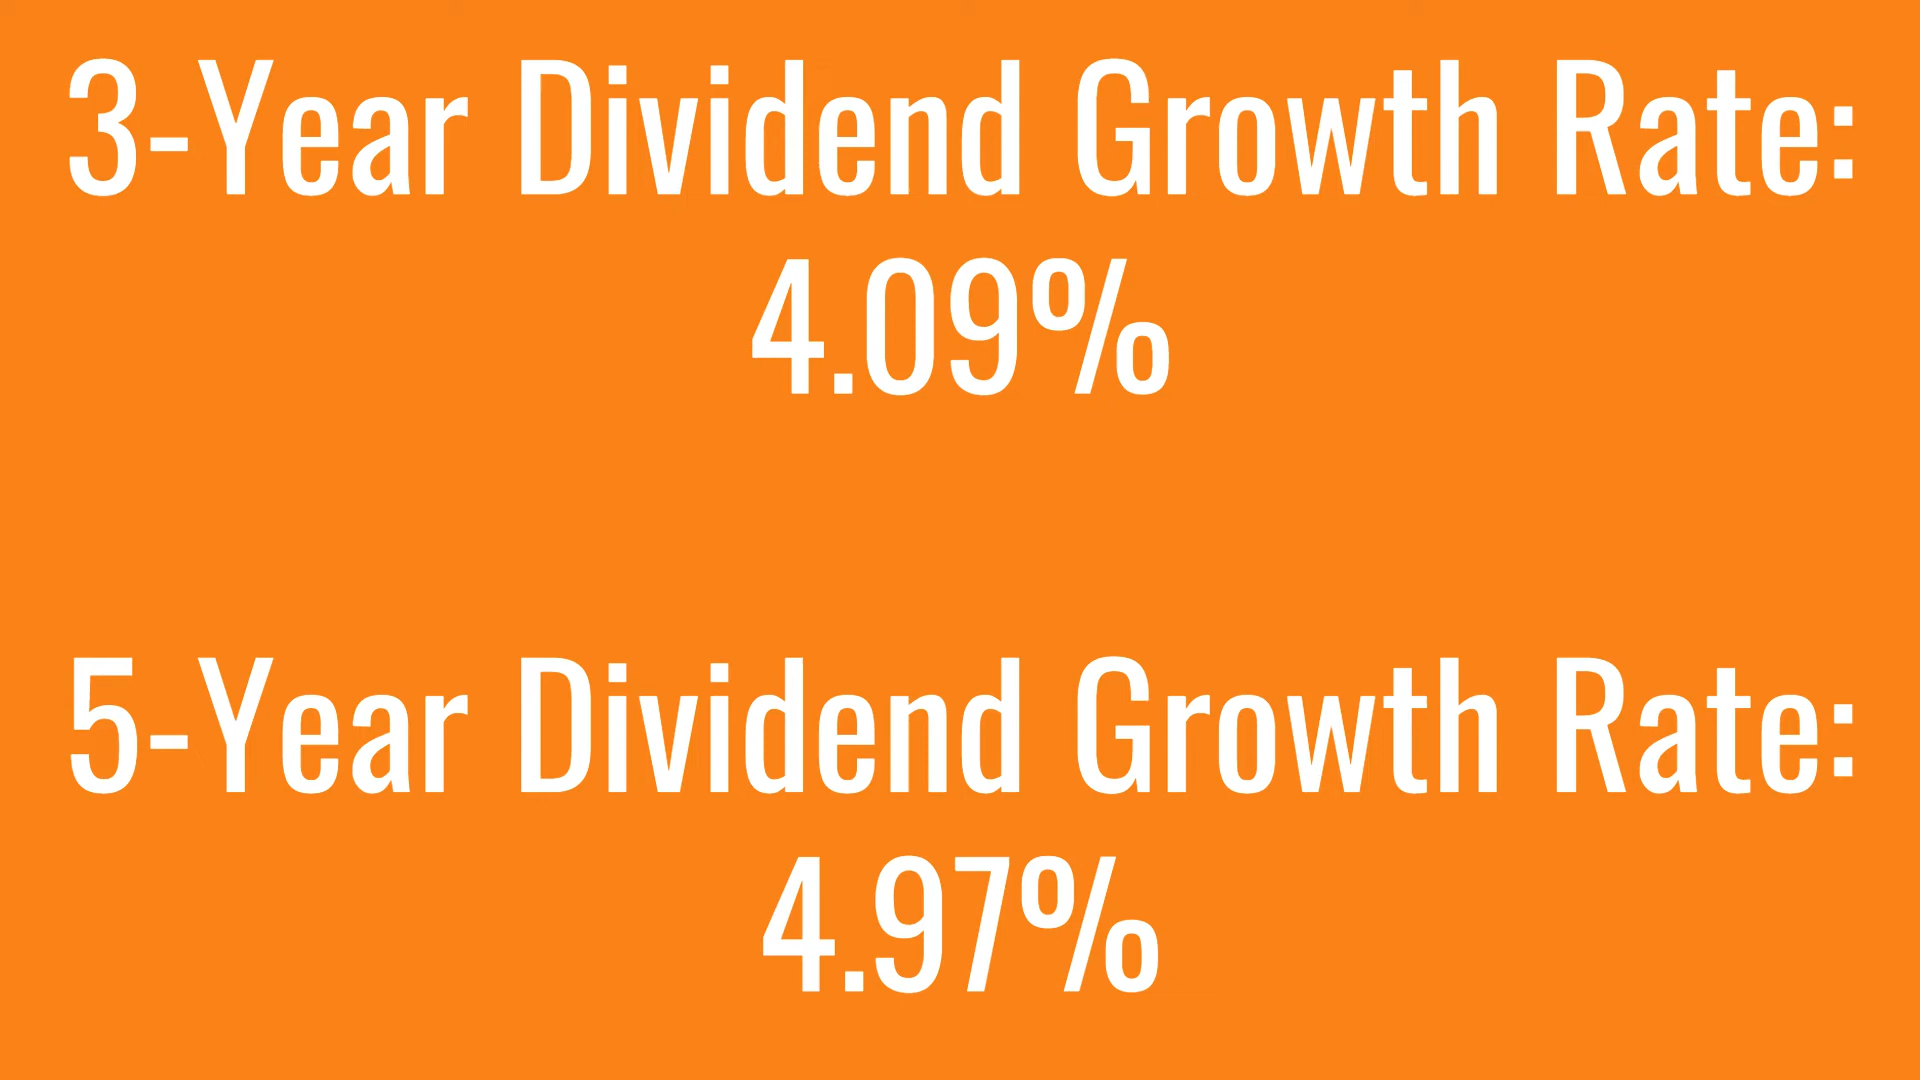 3-Year Dividend Growth Rate:
4.09%
5-Year Dividend Growth Rate:
4.97%